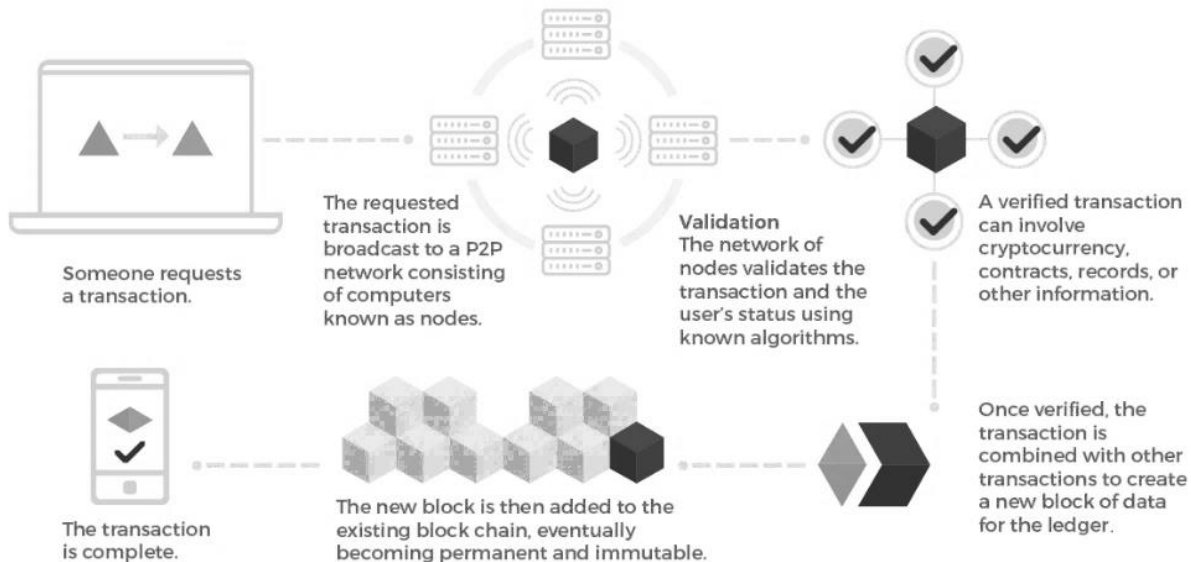 Someone requests
a transaction.
The requested
transaction is
broadcast to a P2P
network consisting
of computers
known as nodes.
Validation
The network of
nodes validates the
transaction and the
user's status using
known algorithms.
A verified transaction
can involve
cryptocurrency,
contracts, records, or
other information.
Once verified, the
transaction is
combined with other
transactions to create
a new block of data
for the ledger.
The new block is then added to the
existing block chain, eventually
becoming permanent and immutable.
The transaction
is complete.